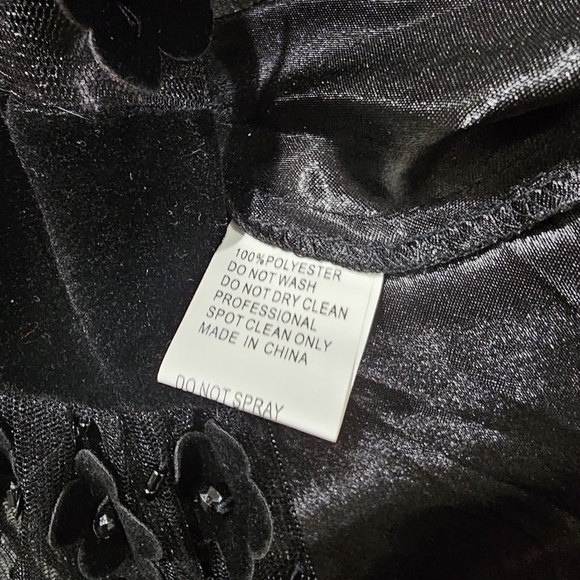 100%POLYESTER
DO NOT WASH
DO NOT DRY CLEAN
PROFESSIONAL
SPOT CLEAN ONLY
MADE IN CHINA
DO NOT SPRAY